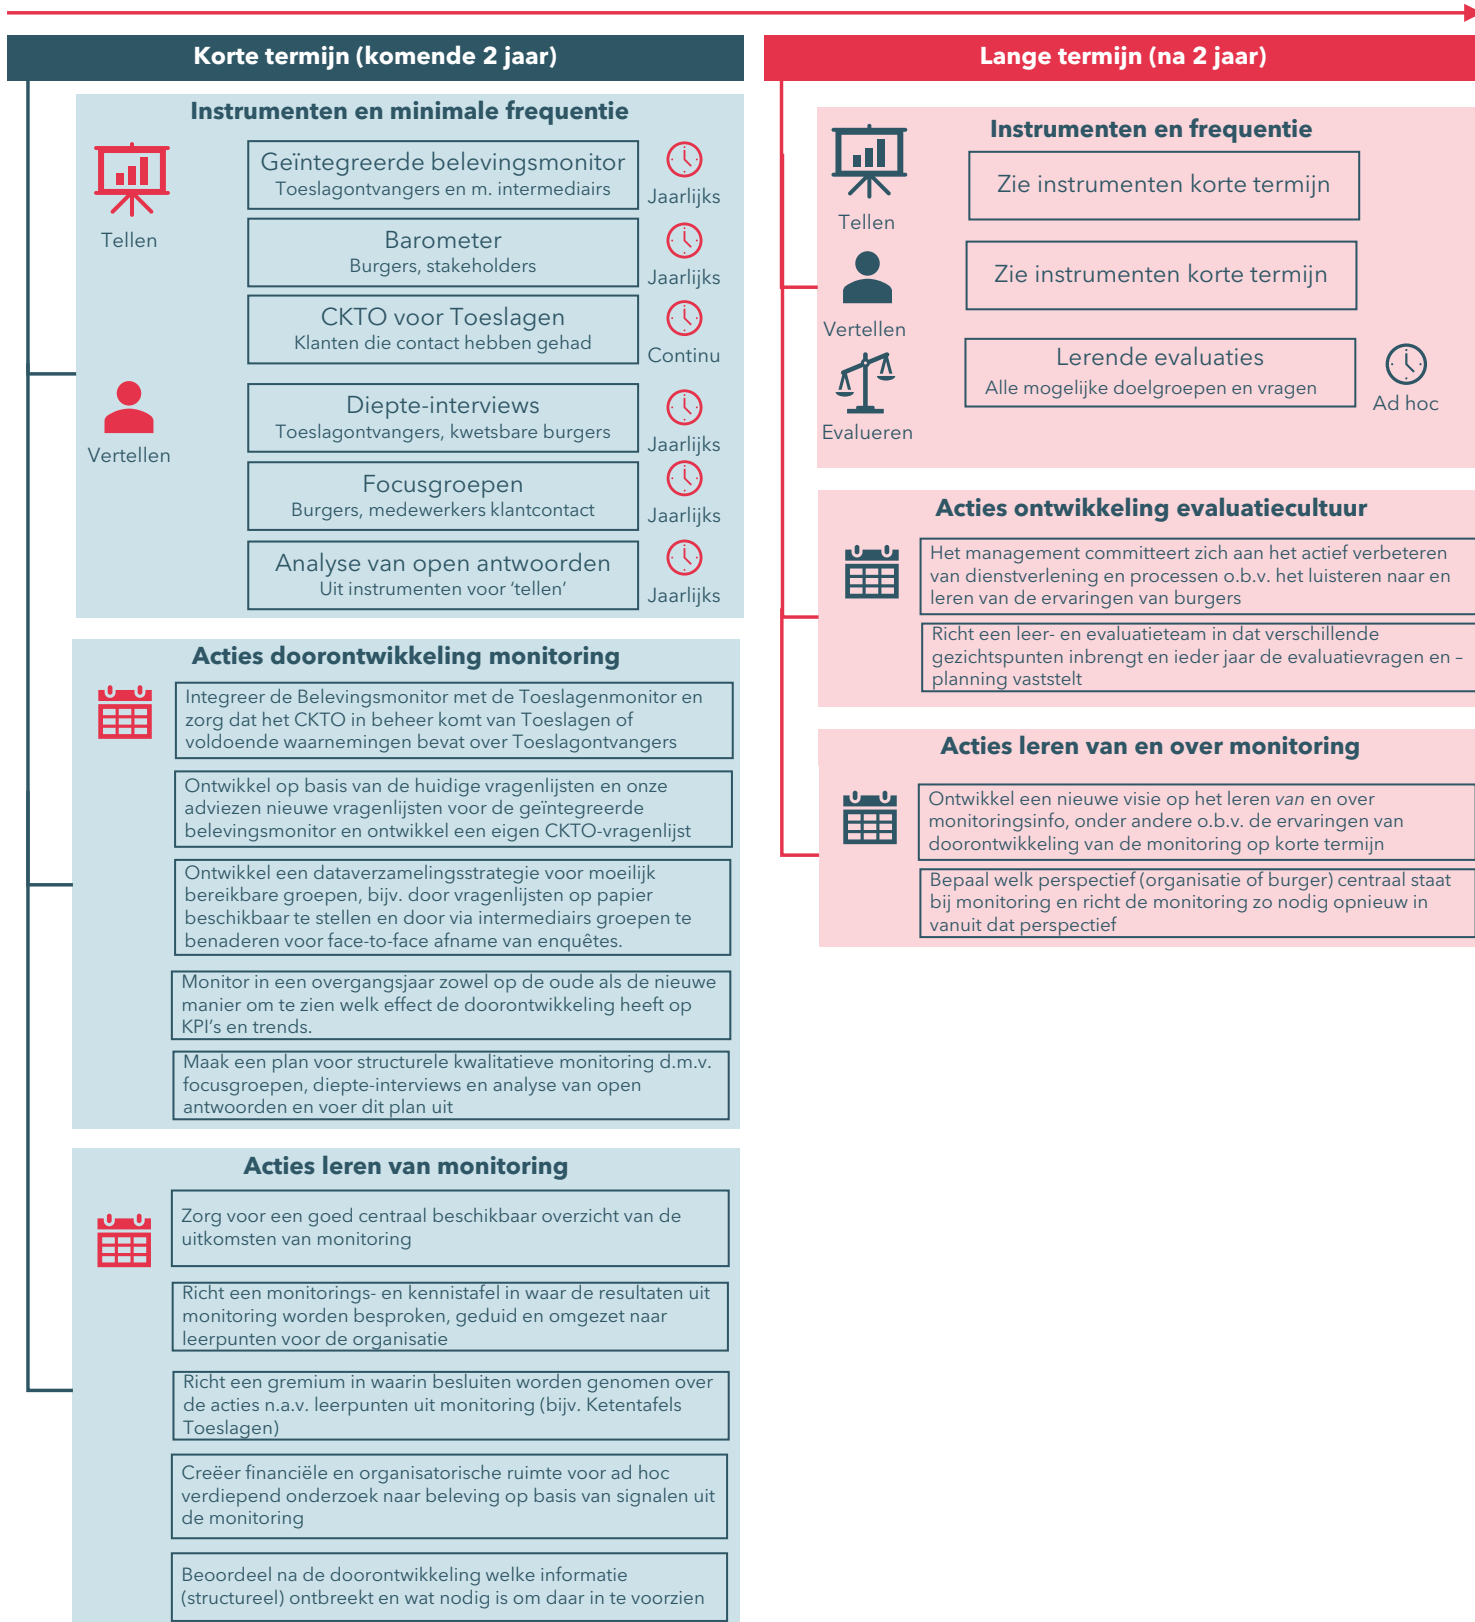 Korte termijn (komende 2 jaar)
Instrumenten en minimale frequentie
Tellen
Geïntegreerde belevingsmonitor
Toeslagontvangers en m. intermediairs
Jaarlijks
Barometer
Burgers, stakeholders
Jaarlijks
CKTO voor Toeslagen
Klanten die contact hebben gehad
Continu
Vertellen
Diepte-interviews
Toeslagontvangers, kwetsbare burgers
Jaarlijks
Focusgroepen
Burgers, medewerkers klantcontact
Jaarlijks
Analyse van open antwoorden
Uit instrumenten voor ‘tellen’
Jaarlijks
Acties doorontwikkeling monitoring
Integreer de Belevingsmonitor met de Toeslagenmonitor en
zorg dat het CKTO in beheer komt van Toeslagen of
voldoende waarnemingen bevat over Toeslagontvangers
Ontwikkel op basis van de huidige vragenlijsten en onze
adviezen nieuwe vragenlijsten voor de geïntegreerde
belevingsmonitor en ontwikkel een eigen CKTO-vragenlijst
Ontwikkel een dataverzamelingsstrategie voor moeilijk
bereikbare groepen, bijv. door vragenlijsten op papier
beschikbaar te stellen en door via intermediairs groepen te
benaderen voor face-to-face afname van enquêtes.
Monitor in een overgangsjaar zowel op de oude als de nieuwe
manier om te zien welk effect de doorontwikkeling heeft op
KPI’s en trends.
Maak een plan voor structurele kwalitatieve monitoring d.m.v.
focusgroepen, diepte-interviews en analyse van open
antwoorden en voer dit plan uit
Acties leren van monitoring
Zorg voor een goed centraal beschikbaar overzicht van de
uitkomsten van monitoring
Richt een monitorings- en kennistafel in waar de resultaten uit
monitoring worden besproken, geduid en omgezet naar
leerpunten voor de organisatie
Richt een gremium in waarin besluiten worden genomen over
de acties n.a.v. leerpunten uit monitoring (bijv. Ketentafels
Toeslagen)
Creëer financiële en organisatorische ruimte voor ad hoc
verdiepend onderzoek naar beleving op basis van signalen uit
de monitoring
Beoordeel na de doorontwikkeling welke informatie
(structureel) ontbreekt en wat nodig is om daar in te voorzien
Lange termijn (na 2 jaar)
Instrumenten en frequentie
Tellen
Zie instrumenten korte termijn
Vertellen
Zie instrumenten korte termijn
Evalueren
Lerende evaluaties
Alle mogelijke doelgroepen en vragen
Ad hoc
Acties ontwikkeling evaluatiecultuur
Het management committeert zich aan het actief verbeteren
van dienstverlening en processen o.b.v. het luisteren naar en
leren van de ervaringen van burgers
Richt een leer- en evaluatieteam in dat verschillende
gezichtspunten inbrengt en ieder jaar de evaluatievragen en –
planning vaststelt
Acties leren van en over monitoring
Ontwikkel een nieuwe visie op het leren van en over
monitoringsinfo, onder andere o.b.v. de ervaringen van
doorontwikkeling van de monitoring op korte termijn
Bepaal welk perspectief (organisatie of burger) centraal staat
bij monitoring en richt de monitoring zo nodig opnieuw in
vanuit dat perspectief